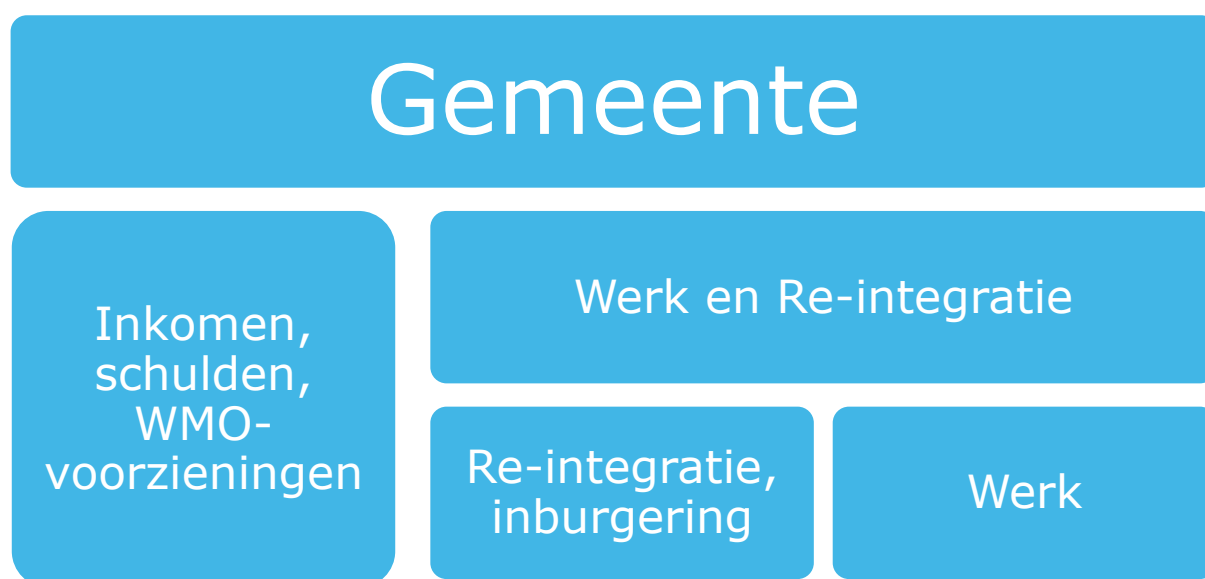 Gemeente
Inkomen,
schulden,
WMO-
voorzieningen
Werk en Re-integratie
Re-integratie,
inburgering
Werk